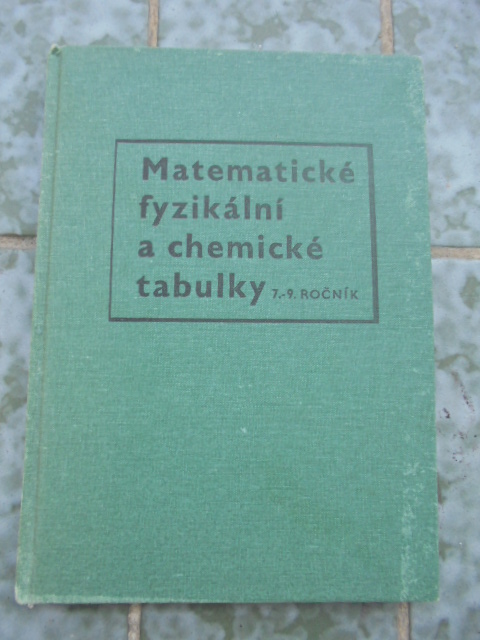 Matematické
fyzikální
a chemické
tabulky 7.-9. ROČNÍK